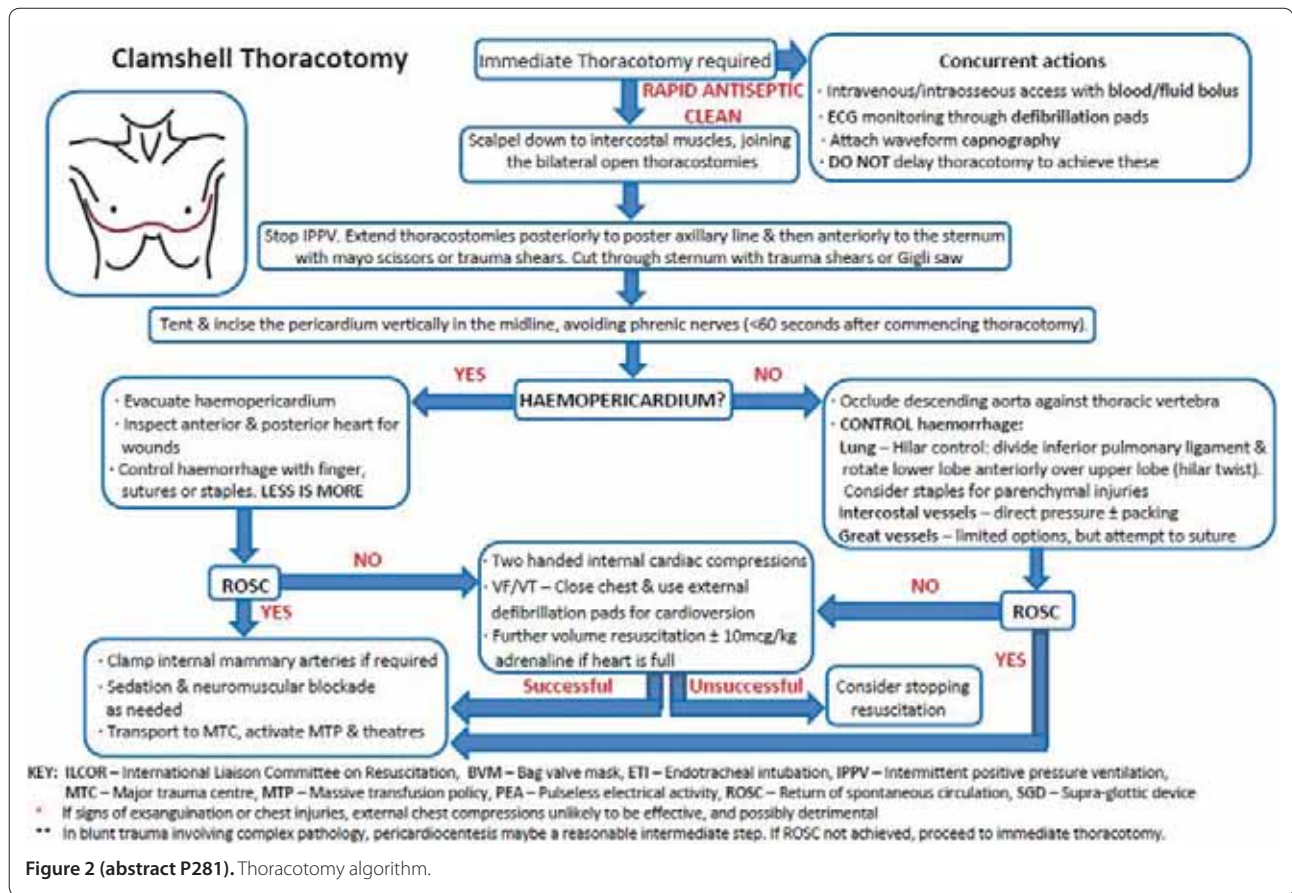 Clamshell Thoracotomy
Immediate Thoracotomy required
RAPID ANTISEPTIC
CLEAN
Concurrent actions
· Intravenous/intraosseous access with blood/fluid bolus
· ECG monitoring through defibrillation pads
· Attach waveform capnography
· DO NOT delay thoracotomy to achieve these
Scalpel down to intercostal muscles, joining
the bilateral open thoracostomies
Stop IPPV. Extend thoracostomies posteriorly to poster axillary line & then anteriorly to the sternum
with mayo scissors or trauma shears. Cut through sternum with trauma shears or Gigli saw
Tent & incise the pericardium vertically in the midline, avoiding phrenic nerves (<60 seconds after commencing thoracotomy).
YES
HAEMOPERICARDIUM?
NO
· Evacuate haemopericardium
· Inspect anterior & posterior heart for
wounds
· Control haemorrhage with finger,
sutures or staples. LESS IS MORE
· Occlude descending aorta against thoracic vertebra
· CONTROL haemorrhage:
Lung – Hilar control: divide inferior pulmonary ligament &
rotate lower lobe anteriorly over upper lobe (hilar twist).
Consider staples for parenchymal injuries
Intercostal vessels – direct pressure ± packing
Great vessels – limited options, but attempt to suture
ROSC
NO
YES
· Two handed internal cardiac compressions
· VF/VT – Close chest & use external
defibrillation pads for cardioversion
· Further volume resuscitation ± 10mcg/kg
adrenaline if heart is full
NO
ROSC
YES
· Clamp internal mammary arteries if required
· Sedation & neuromuscular blockade
as needed
· Transport to MTC, activate MTP & theatres
Successful
Unsuccessful
Consider stopping
resuscitation
KEY: ILCOR – International Liaison Committee on Resuscitation, BVM – Bag valve mask, ETI – Endotracheal intubation, IPPV – Intermittent positive pressure ventilation,
MTC – Major trauma centre, MTP – Massive transfusion policy, PEA – Pulseless electrical activity, ROSC – Return of spontaneous circulation, SGD – Supra-glottic device
* If signs of exsanguination or chest injuries, external chest compressions unlikely to be effective, and possibly detrimental
** In blunt trauma involving complex pathology, pericardiocentesis maybe a reasonable intermediate step. If ROSC not achieved, proceed to immediate thoracotomy.
Figure 2 (abstract P281). Thoracotomy algorithm.